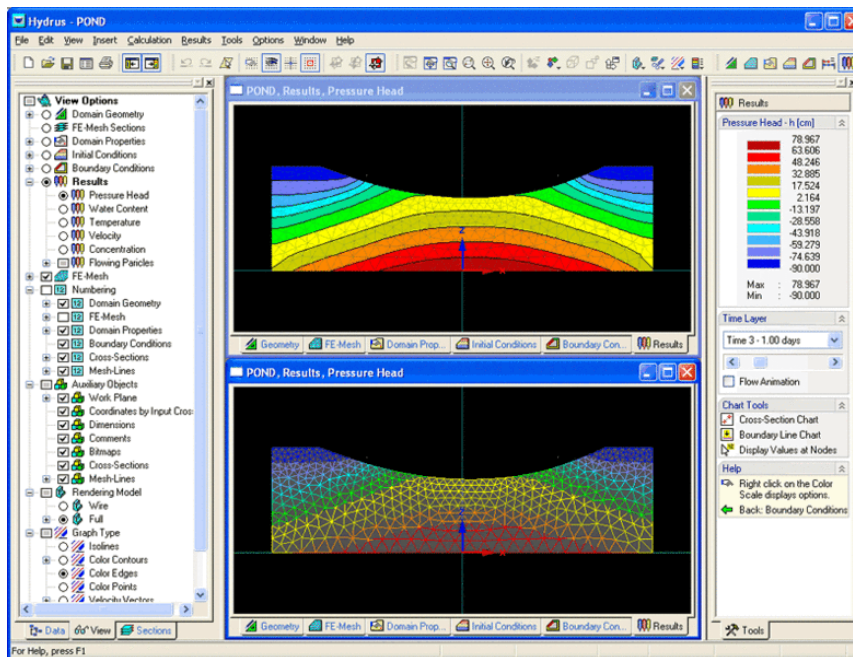 Hydrus - POND
File Edit View Insert Calculation Results Tools Options Window Help
View Options
Domain Geometry
FE-Mesh Sections
Domain Properties
Initial Conditions
Boundary Conditions
Results
Pressure Head
Water Content
Temperature
Velocity
Concentration
Flowing Paricles
FE-Mesh
Numbering
Domain Geometry
FE-Mesh
Domain Properties
Boundary Conditions
Cross-Sections
Mesh-Lines
Auxiliary Objects
Work Plane
Coordinates by Input Cros
Dimensions
Comments
Bitmaps
Cross-Sections
Mesh-Lines
Rendering Model
Wire
Full
Graph Type
Isolines
Color Contours
Color Edges
Color Points
Velocity Vectors
Data View Sections
POND, Results, Pressure Head
Z
X
Geometry FE-Mesh Domain Prop... Initial Conditions Boundary Con... Results
POND, Results, Pressure Head
Z
X
Geometry FE-Mesh Domain Prop... Initial Conditions Boundary Con... Results
Results
Pressure Head - h [cm]
78.967
63.606
48.246
32.885
17.524
2.164
-13.197
-28.558
-43.918
-59.279
-74.639
-90.000
Max : 78.967
Min : -90.000
Time Layer
Time 3 - 1.00 days
Flow Animation
Chart Tools
Cross-Section Chart
Boundary Line Chart
Display Values at Nodes
Help
Right click on the Color
Scale displays options.
Back: Boundary Conditions
Tools
For Help, press F1